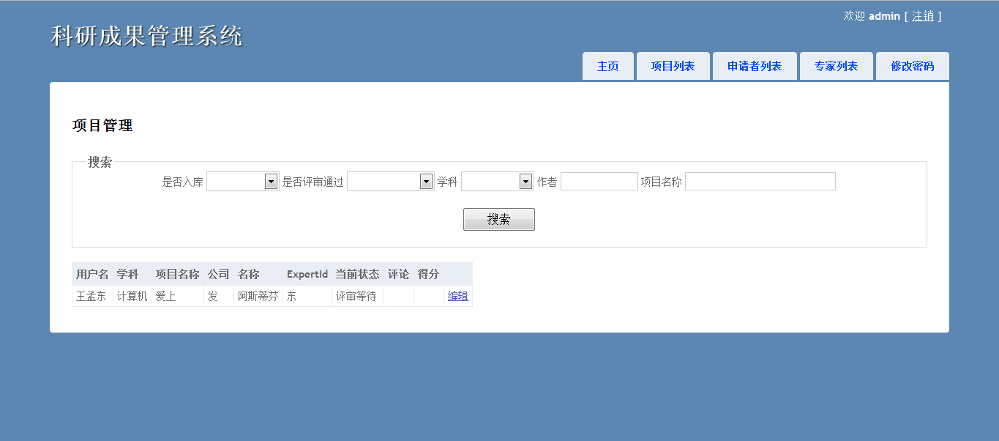 欢迎 admin [ 注销 ]
科研成果管理系统
主页 项目列表 申请者列表 专家列表 修改密码
项目管理
搜索
是否入库 是否评审通过 学科 作者 项目名称
搜索
用户名 学科 项目名称 公司 名称 ExpertId 当前状态 评论 得分
王孟东 计算机 爱上 发 阿斯蒂芬 东 评审等待 编辑